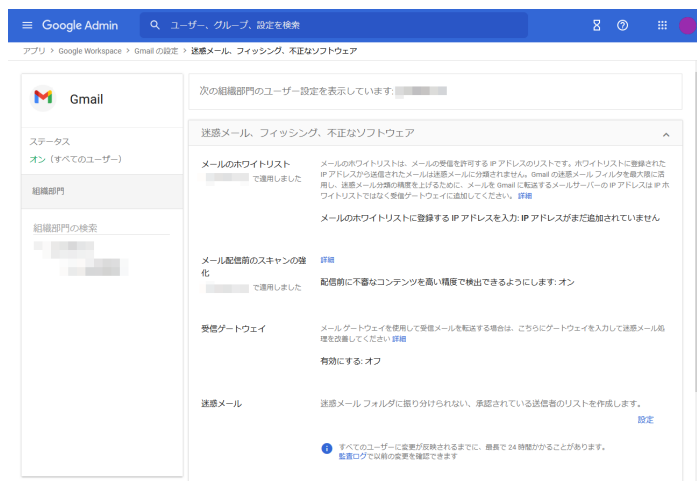 Google Admin
ユーザー、グループ、設定を検索
アプリ > Google Workspace > Gmail の設定 > 迷惑メール、フィッシング、不正なソフトウェア
Gmail
ステータス
オン（すべてのユーザー）
組織部門
組織部門の検索
次の組織部門のユーザー設定を表示しています:
迷惑メール、フィッシング、不正なソフトウェア
メールのホワイトリスト
で適用しました
メールのホワイトリストは、メールの受信を許可する IP アドレスのリストです。ホワイトリストに登録された
IP アドレスから送信されたメールは迷惑メールに分類されません。Gmail の迷惑メール フィルタを最大限に活
用し、迷惑メール分類の精度を上げるために、メールを Gmail に転送するメールサーバーの IP アドレスは IP ホ
ワイトリストではなく受信ゲートウェイに追加してください。 詳細
メールのホワイトリストに登録する IP アドレスを入力: IP アドレスがまだ追加されていません
メール配信前のスキャンの強
化
で適用しました
詳細
配信前に不審なコンテンツを高い精度で検出できるようにします: オン
受信ゲートウェイ
メール ゲートウェイを使用して受信メールを転送する場合は、こちらにゲートウェイを入力して迷惑メール処
理を改善してください 詳細
有効にする: オフ
迷惑メール
迷惑メール フォルダに振り分けられない、承認されている送信者のリストを作成します。
設定
すべてのユーザーに変更が反映されるまでに、最長で 24 時間かかることがあります。
監査ログで以前の変更を確認できます